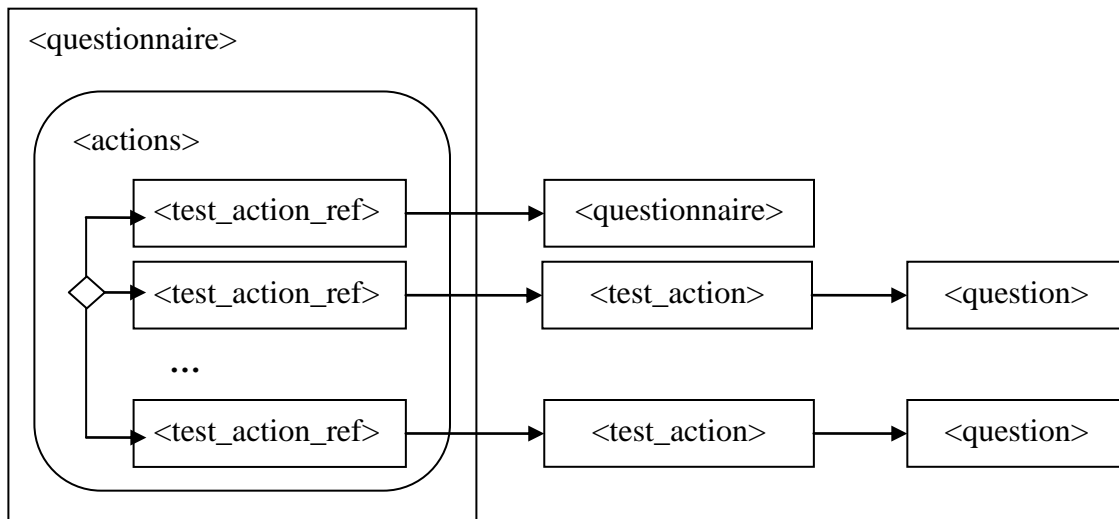 <questionnaire>
<actions>
<test_action_ref> <questionnaire>
<test_action_ref> <test_action> <question>
...
<test_action_ref> <test_action> <question>